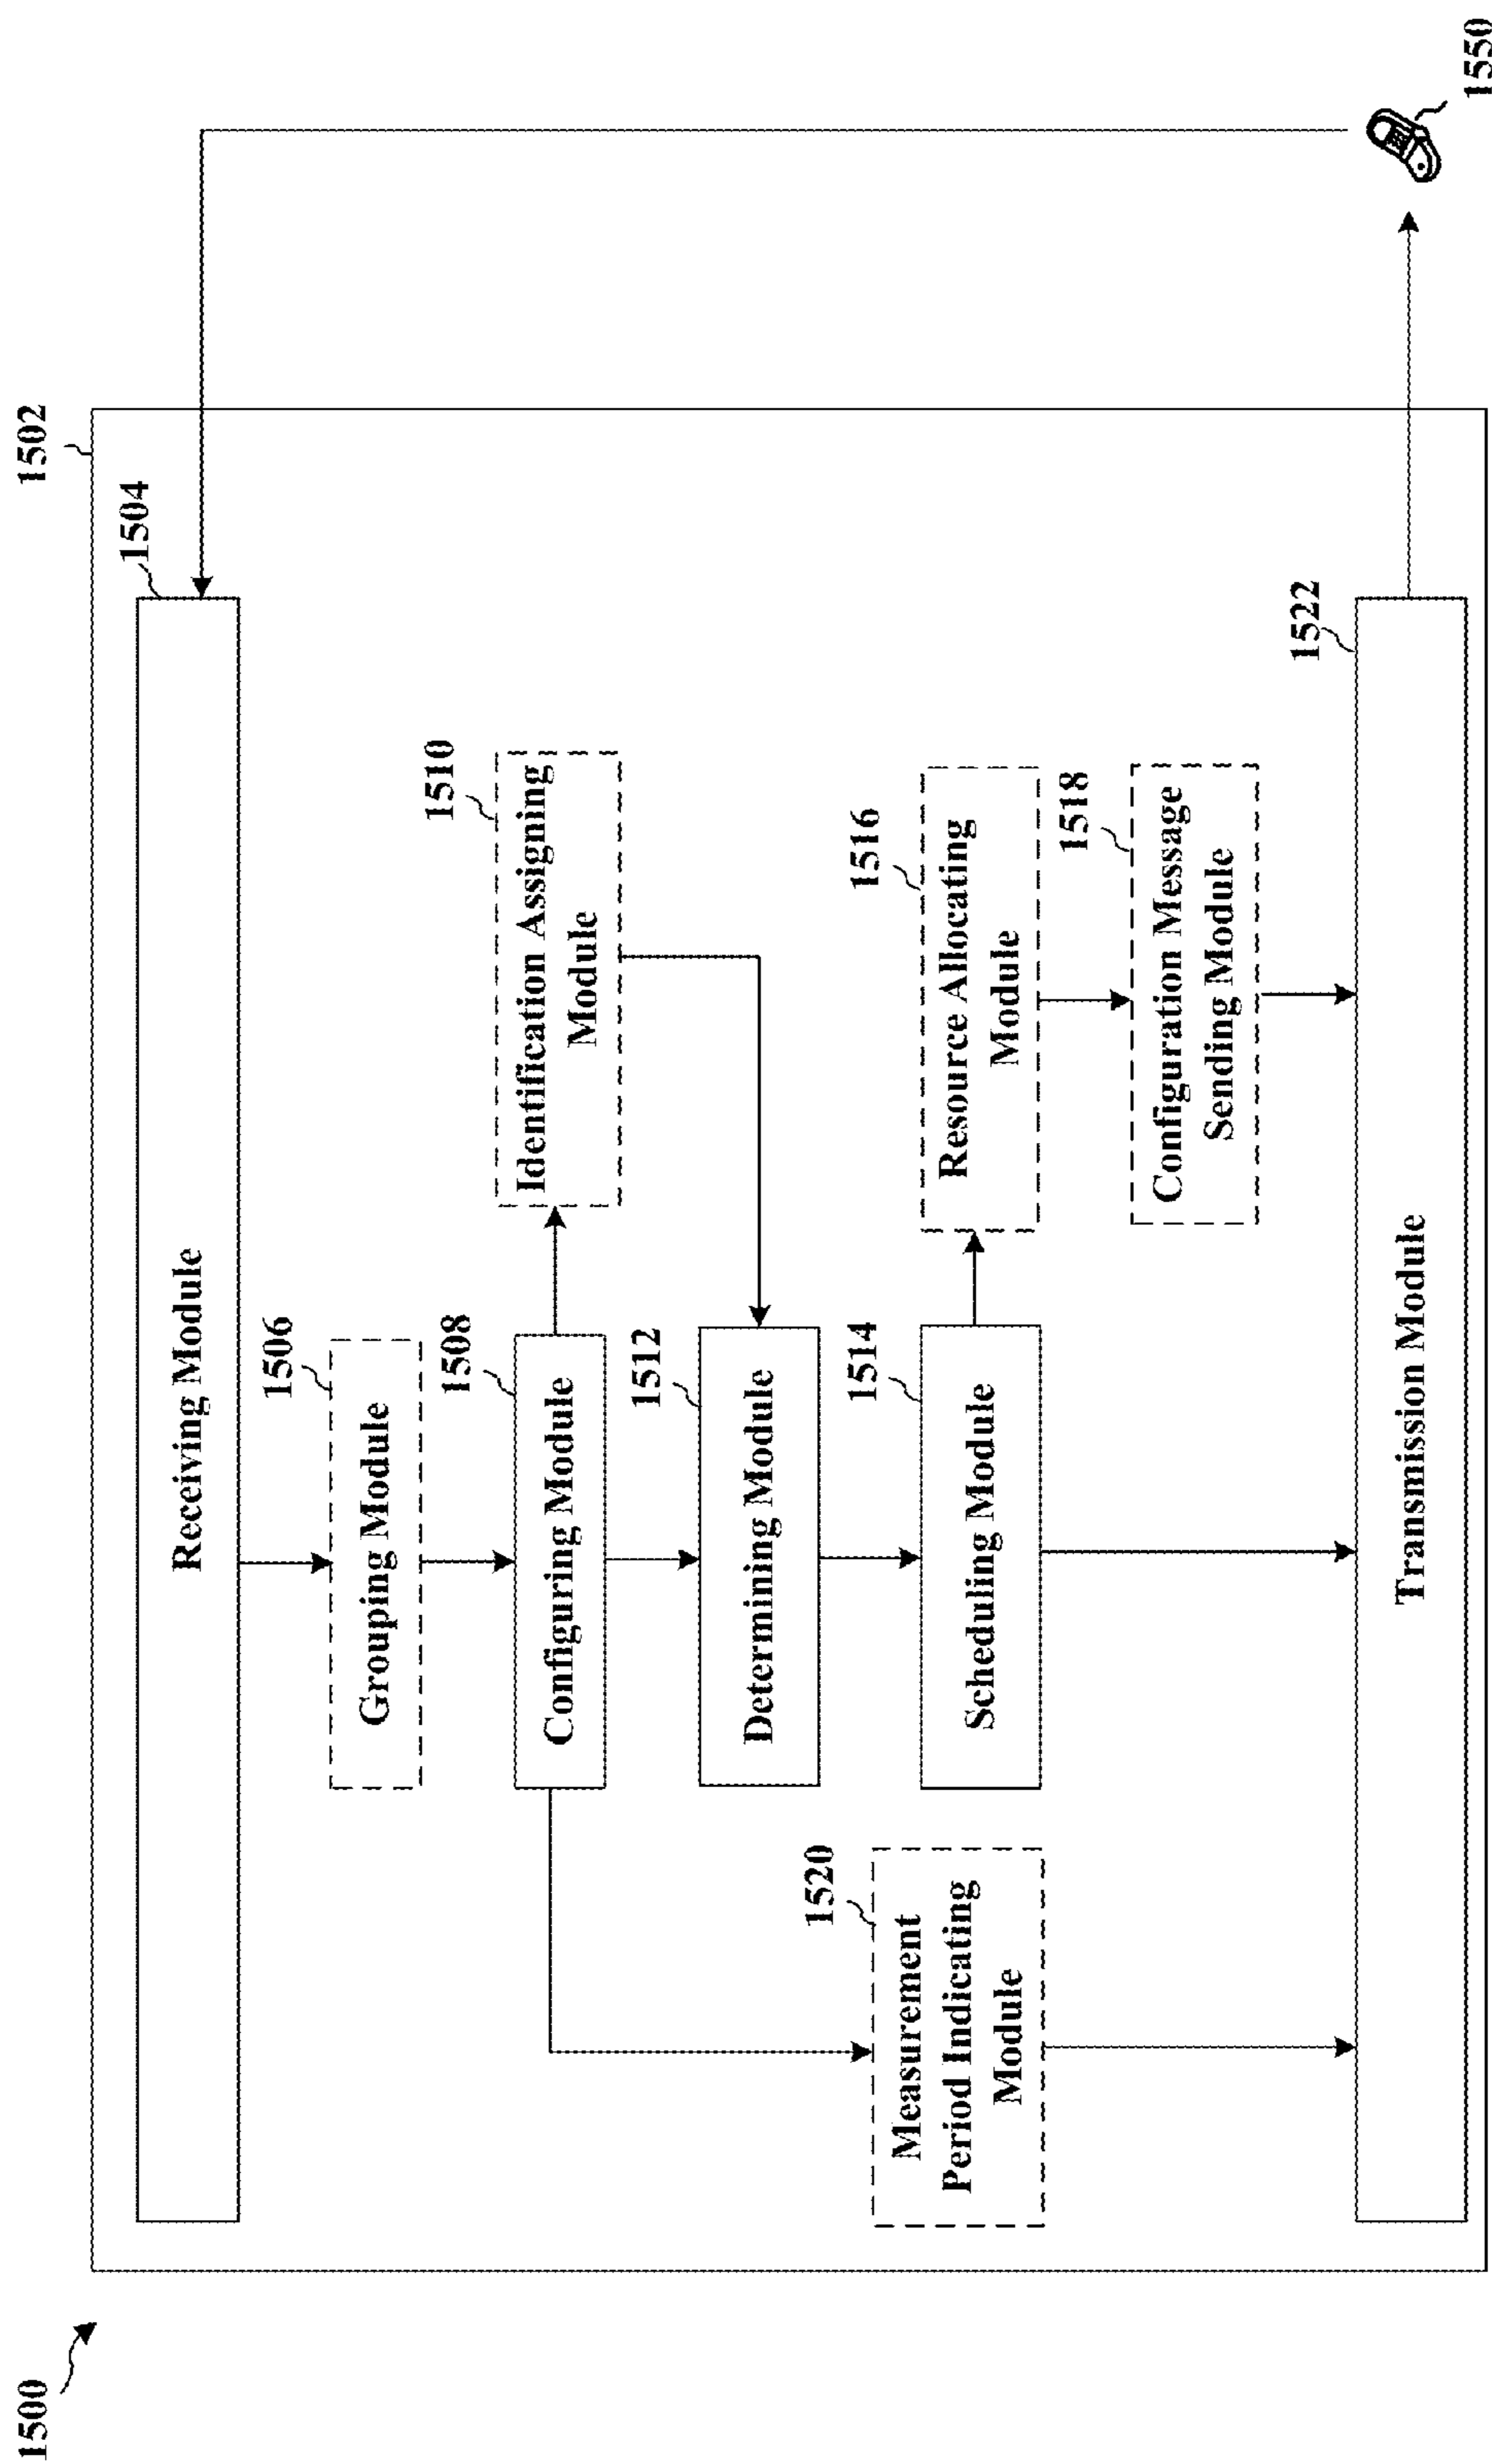 1500
1502
1504
Receiving Module
1506
Grouping Module
1508
Configuring Module
1510
Identification Assigning
Module
1512
Determining Module
1514
Scheduling Module
1516
Resource Allocating
Module
1518
Configuration Message
Sending Module
1520
Measurement
Period Indicating
Module
1522
Transmission Module
1550